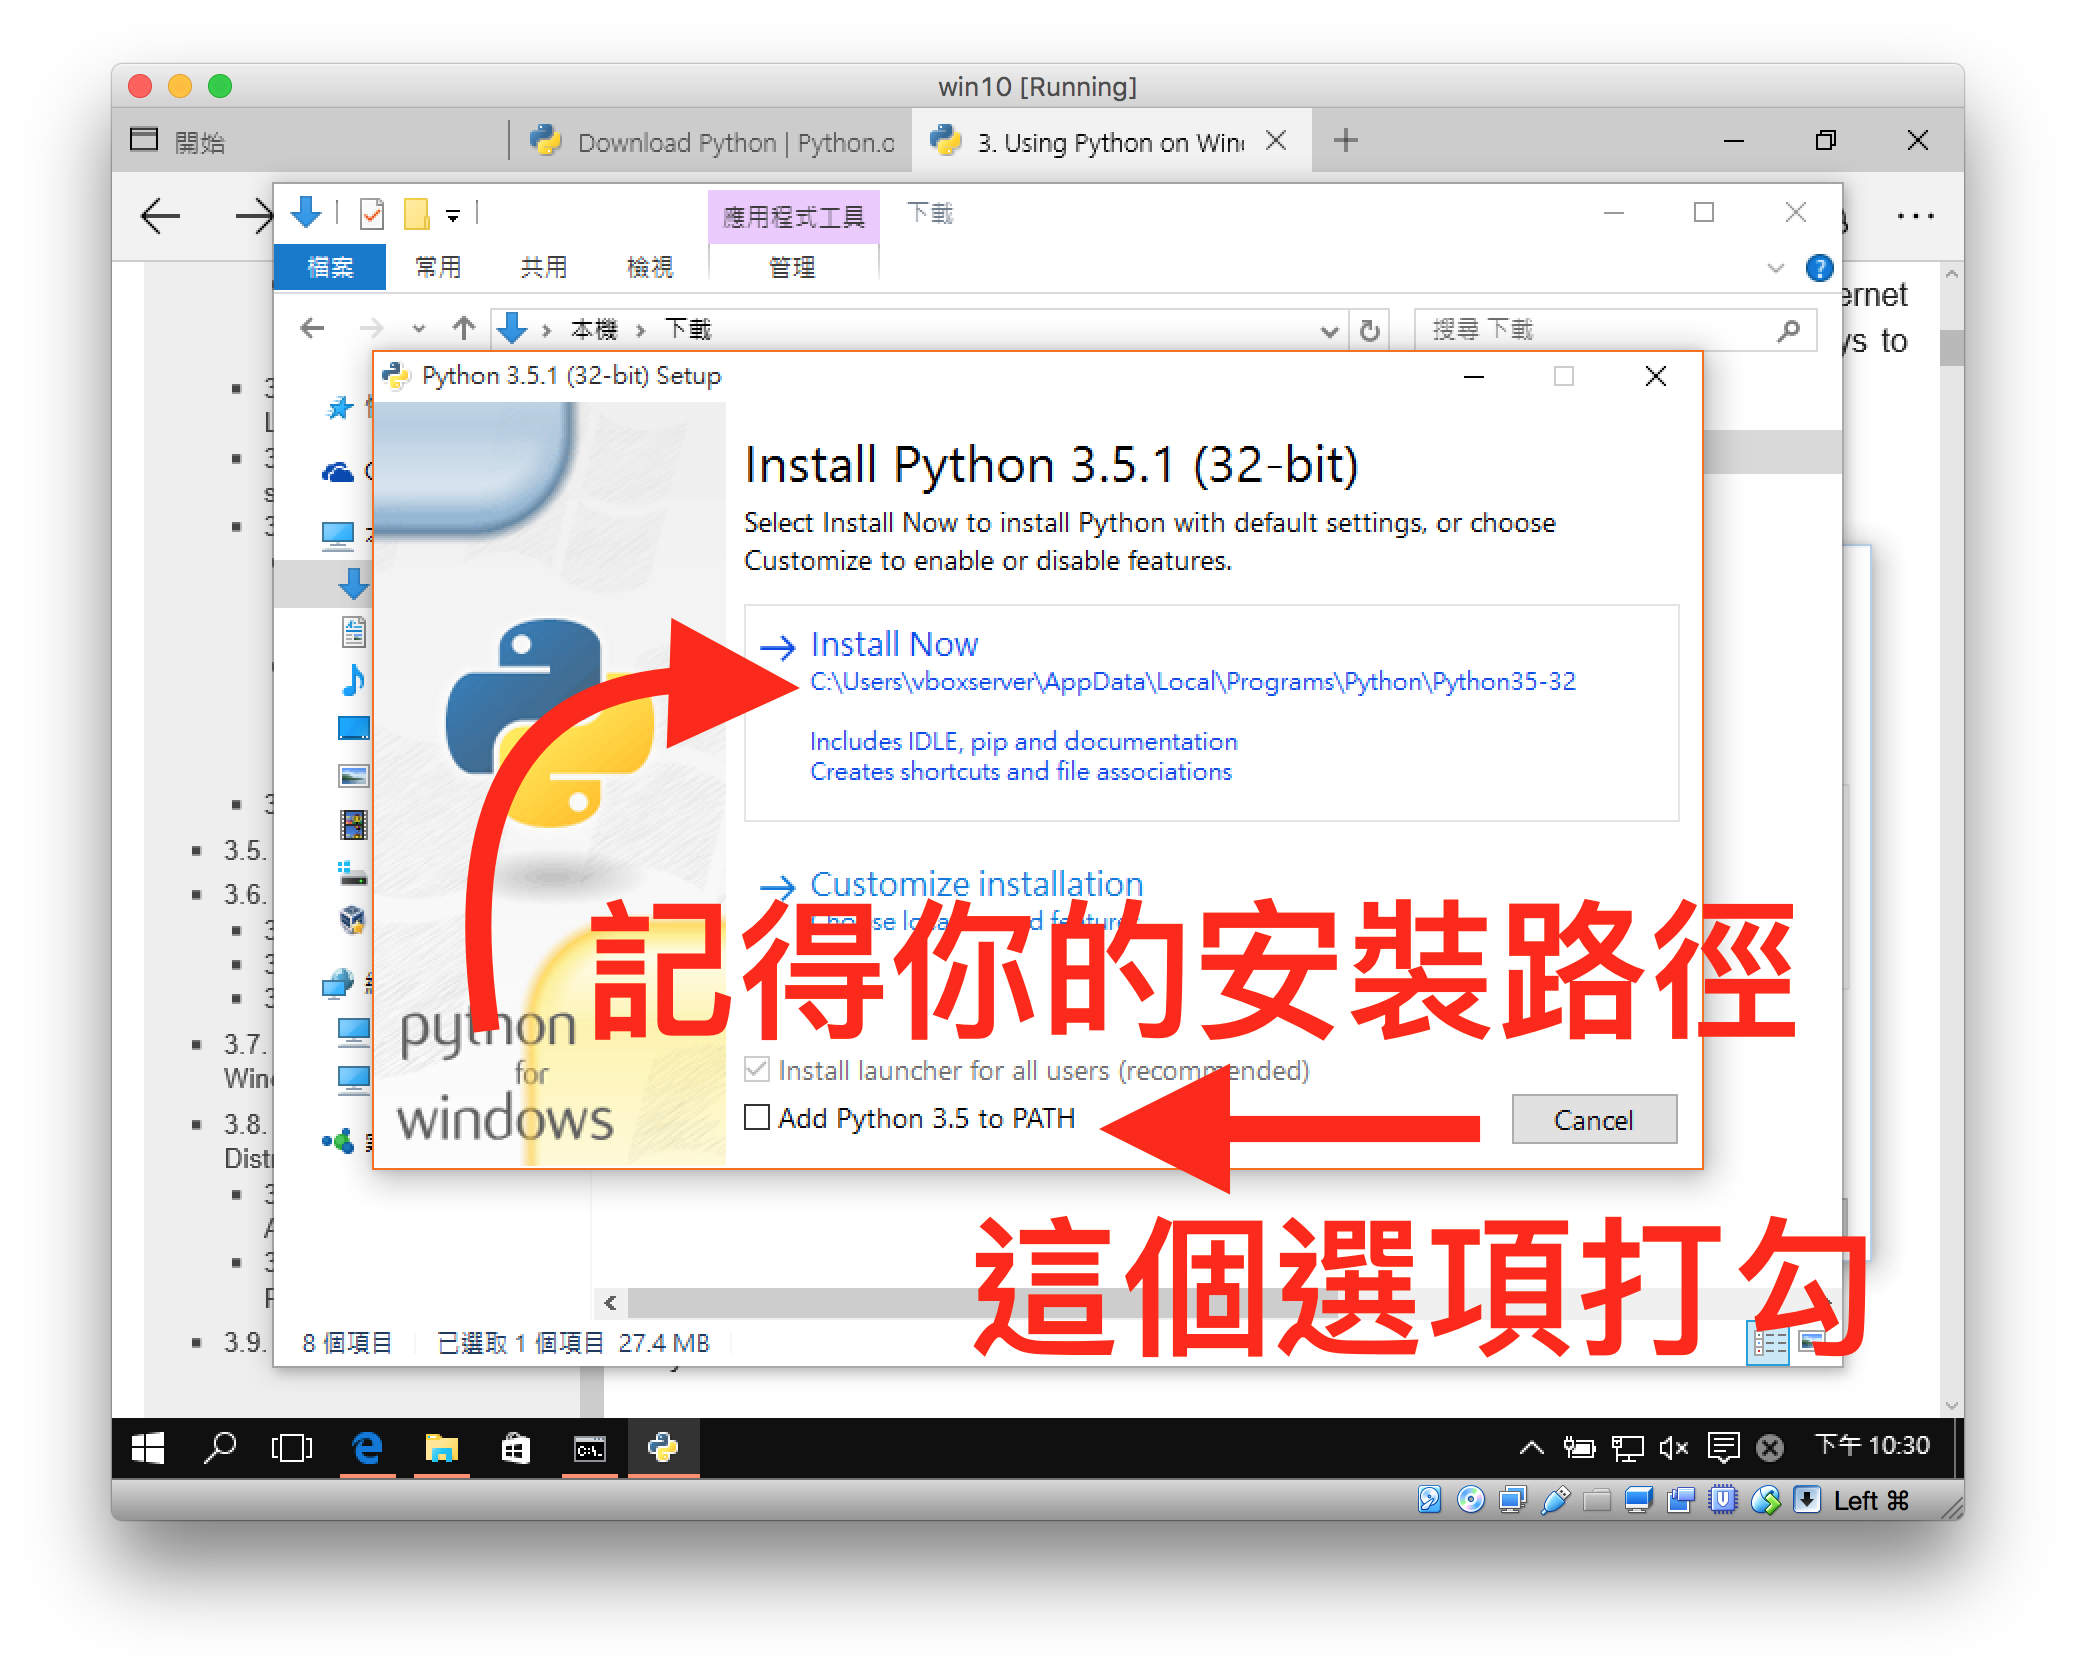 win10 [Running]
開始
Download Python | Python.o
3. Using Python on Win
應用程式工具
下載
檔案
常用
共用
檢視
管理
ernet
本機
下載
搜尋 下載
ys to
Python 3.5.1 (32-bit) Setup
Install Python 3.5.1 (32-bit)
Select Install Now to install Python with default settings, or choose
Customize to enable or disable features.
Install Now
C:\Users\vboxserver\AppData\Local\Programs\Python\Python35-32
Includes IDLE, pip and documentation
Creates shortcuts and file associations
Customize installation
記得你的安裝路徑
python
for
windows
Install launcher for all users (recommended)
Add Python 3.5 to PATH
Cancel
這個選項打勾
3.5.
3.6.
3.7.
3.8.
3.9.
8 個項目
已選取 1 個項目 27.4 MB
下午 10:30
Left ⌘